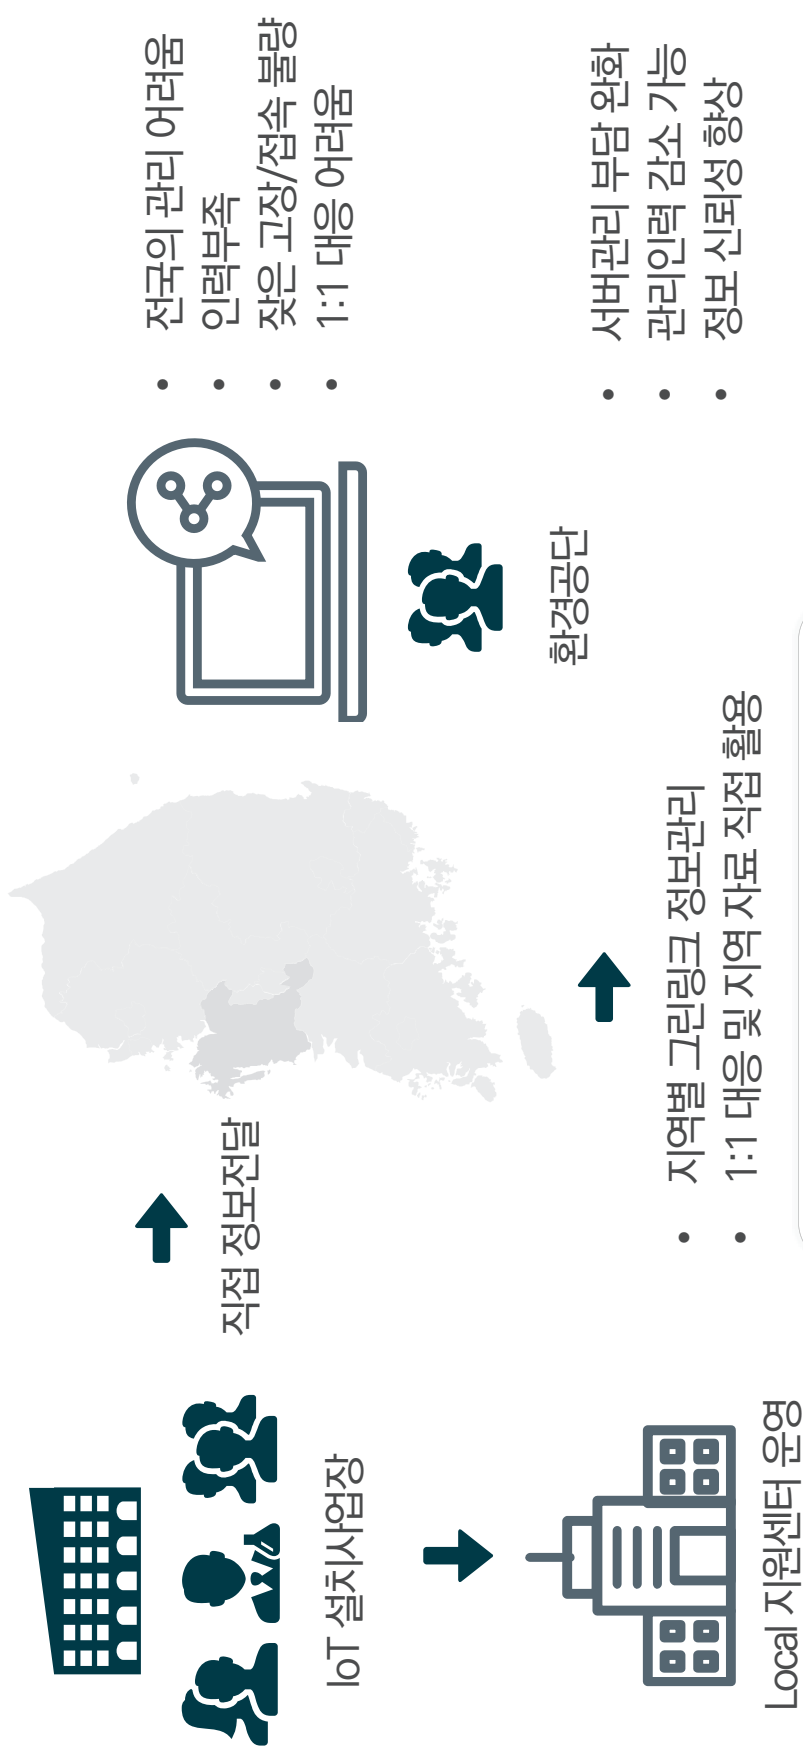 IoT 설치사업장
직접 정보전달
환경공단
• 전국의 관리 어려움
• 인력부족
• 잦은 고장/접속 불량
• 1:1 대응 어려움
Local 지원센터 운영
• 지역별 그린링크 정보관리
• 1:1 대응 및 지역 자료 직접 활용
• 서버관리 부담 완화
• 관리인력 감소 가능
• 정보 신뢰성 향상